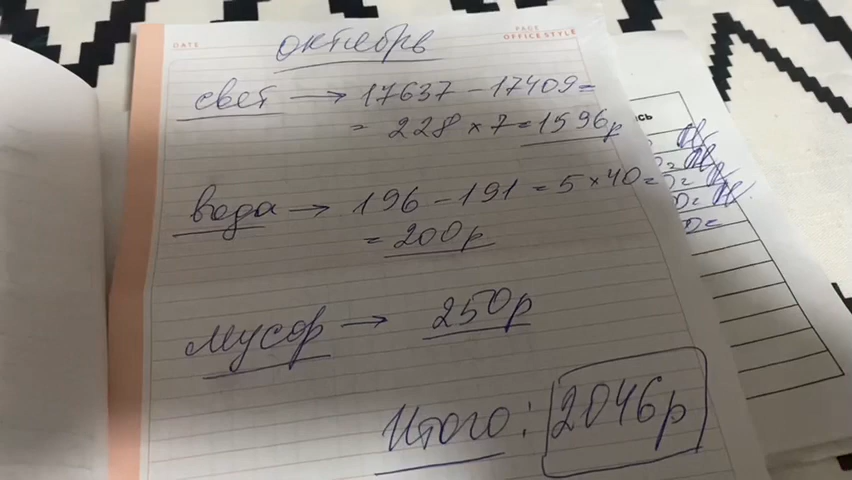 DATE
PAGE
OFFICE STYLE
октябрь
свет → 17637 - 17409 =
= 228 × 7 = 1596р
вода → 196 - 191 = 5 × 40 =
= 200р
мусор → 250р
Итого: 2046р